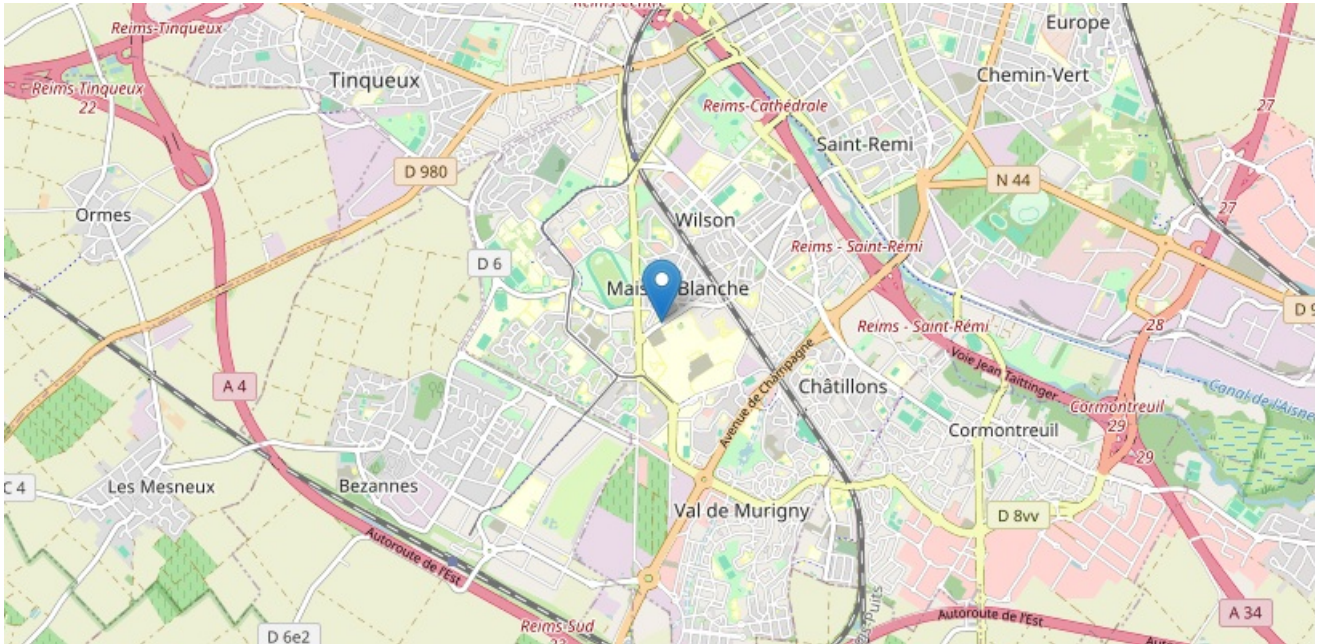 Reims-Centre
Reims-Tinqueux
Europe
Tinqueux
Chemin-Vert
Reims-Tinqueux
22
Reims-Cathédrale
27
Saint-Remi
D 980
N 44
Ormes
Wilson
27
Reims - Saint-Rémi
D 6
Blanche
28
Reims - Saint-Rémi
Voie Jean Taittinger
A 4
Avenue de Champagne
Châtillons
Canal de l'Aisne
Cormontreuil
29
Cormontreuil
29
Les Mesneux
Bezannes
C 4
Val de Murigny
D 8vv
Autoroute de l'Est
A 34
Autoroute de l'Est
Reims-Sud
D 6e2